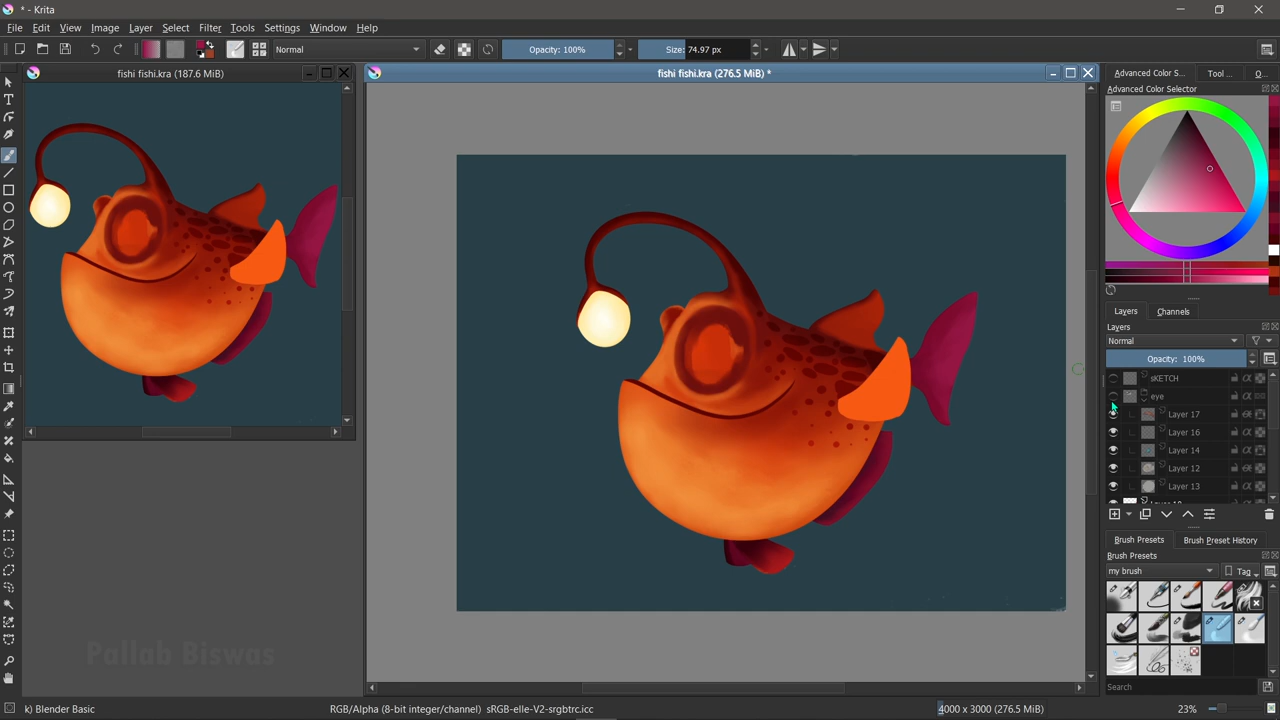 * - Krita
File Edit View Image Layer Select Filter Tools Settings Window Help
Normal
Opacity: 100%
Size: 74.97 px
fishi fishi.kra (187.6 MiB)
fishi fishi.kra (276.5 MiB) *
Advanced Color S... Tool ... O...
Advanced Color Selector
Layers Channels
Layers
Normal
Opacity: 100%
sKETCH
eye
Layer 17
Layer 16
Layer 14
Layer 12
Layer 13
Brush Presets Brush Preset History
Brush Presets
my brush
Tag
Search
Pallab Biswas
k) Blender Basic
RGB/Alpha (8-bit integer/channel) sRGB-elle-V2-srgbtrc.icc
4000 x 3000 (276.5 MiB)
23%